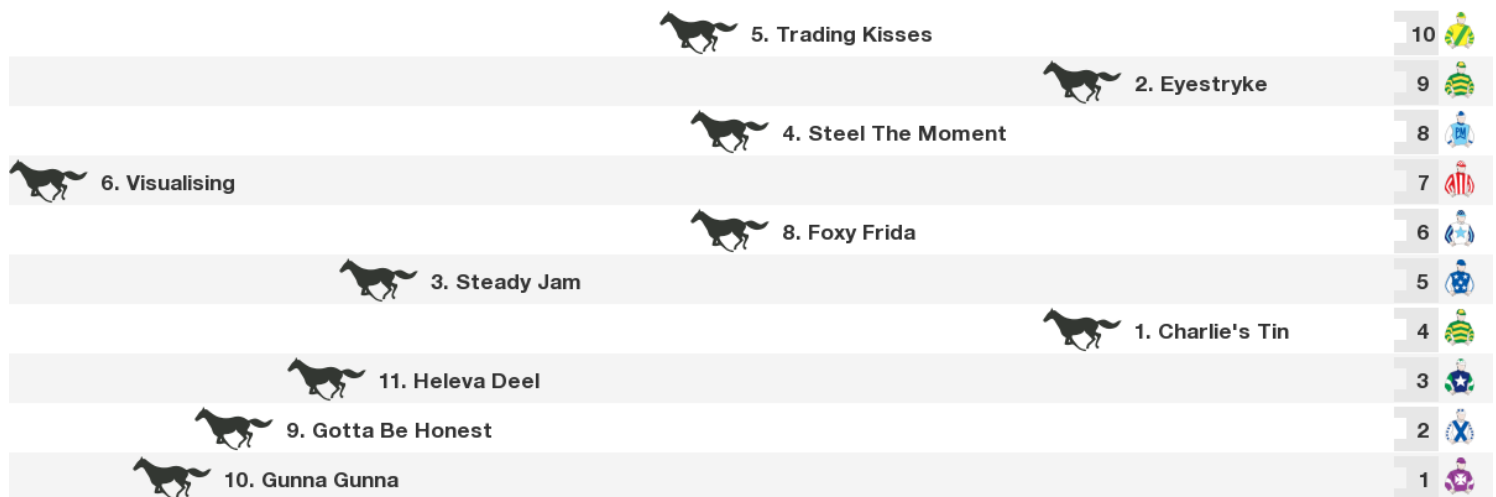 5. Trading Kisses 10
2. Eyestryke 9
4. Steel The Moment 8
6. Visualising 7
8. Foxy Frida 6
3. Steady Jam 5
1. Charlie's Tin 4
11. Heleva Deel 3
9. Gotta Be Honest 2
10. Gunna Gunna 1